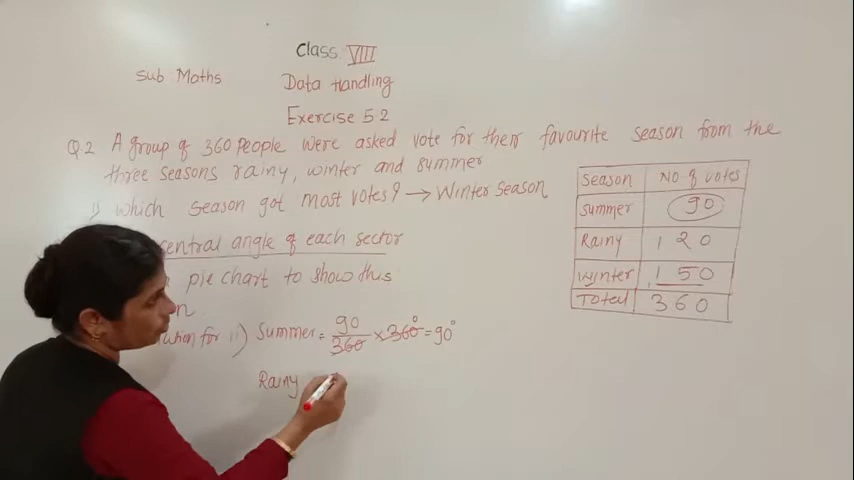 Class VIII
Sub Maths
Data Handling
Exercise 5.2
Q2 A group of 360 People were asked vote for their favourite season from the
three seasons rainy, winter and summer
i) which season got most votes? → Winter Season
central angle of each sector
pie chart to show this
Season No of votes
Summer 90
Rainy 120
Winter 150
Total 360
for ii) Summer = 90/360 × 360° = 90°
Rainy